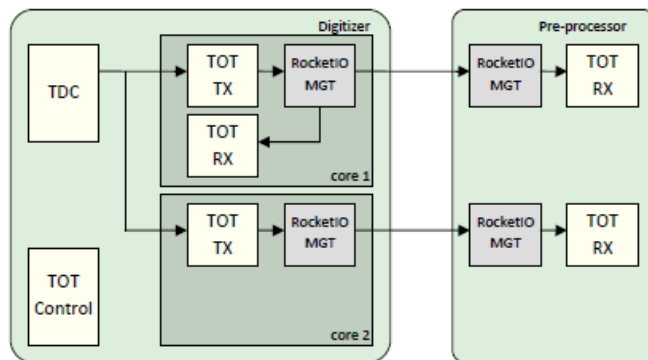 Digitizer
Pre-processor
TDC
TOT
TX
RocketIO
MGT
TOT
RX
core 1
RocketIO
MGT
TOT
RX
TOT
TX
RocketIO
MGT
core 2
RocketIO
MGT
TOT
RX
TOT
Control